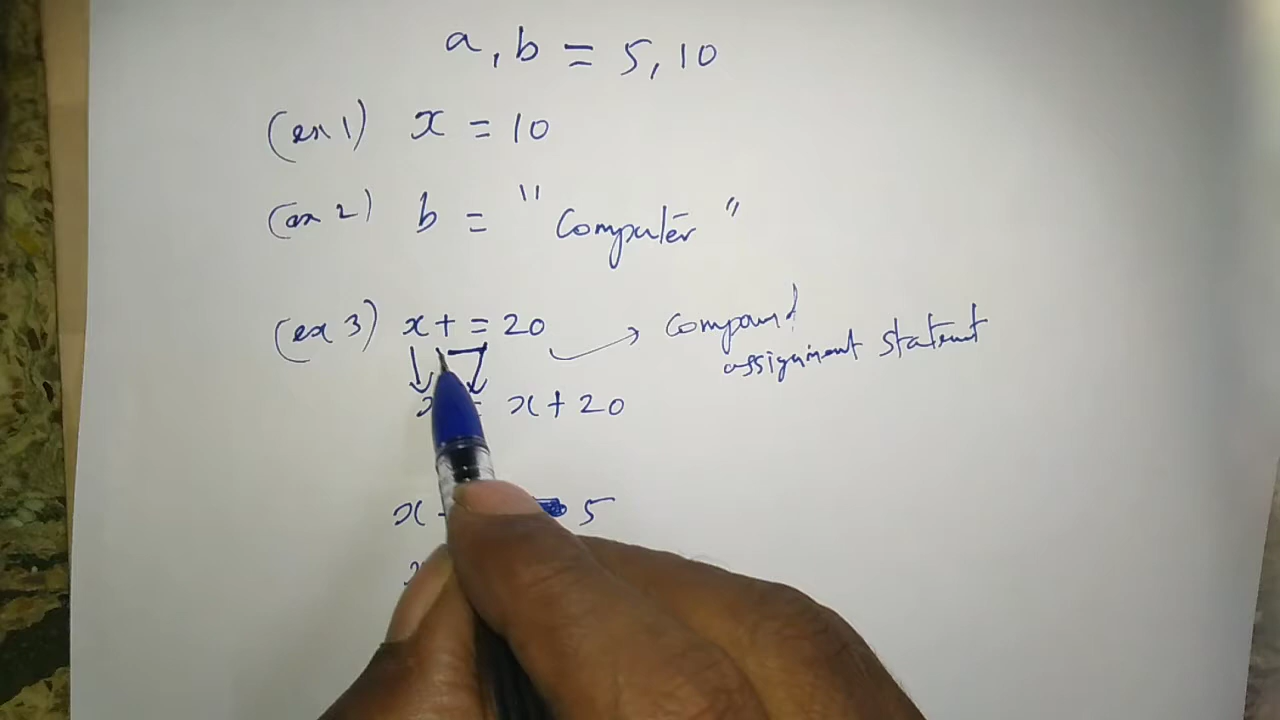 a, b = 5, 10
(ex 1) x = 10
(ex 2) b = "Computer"
(ex 3) x + = 20
Compound
assignment statement
= x + 20
x 5